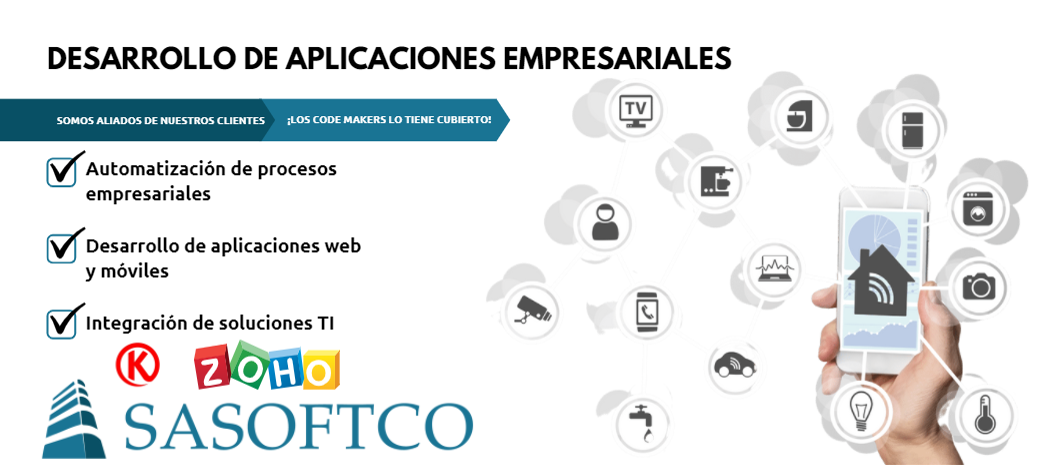 DESARROLLO DE APLICACIONES EMPRESARIALES
SOMOS ALIADOS DE NUESTROS CLIENTES
¡LOS CODE MAKERS LO TIENE CUBIERTO!
Automatización de procesos
empresariales
Desarrollo de aplicaciones web
y móviles
Integración de soluciones TI
K
ZOHO
SASOFTCO
TV